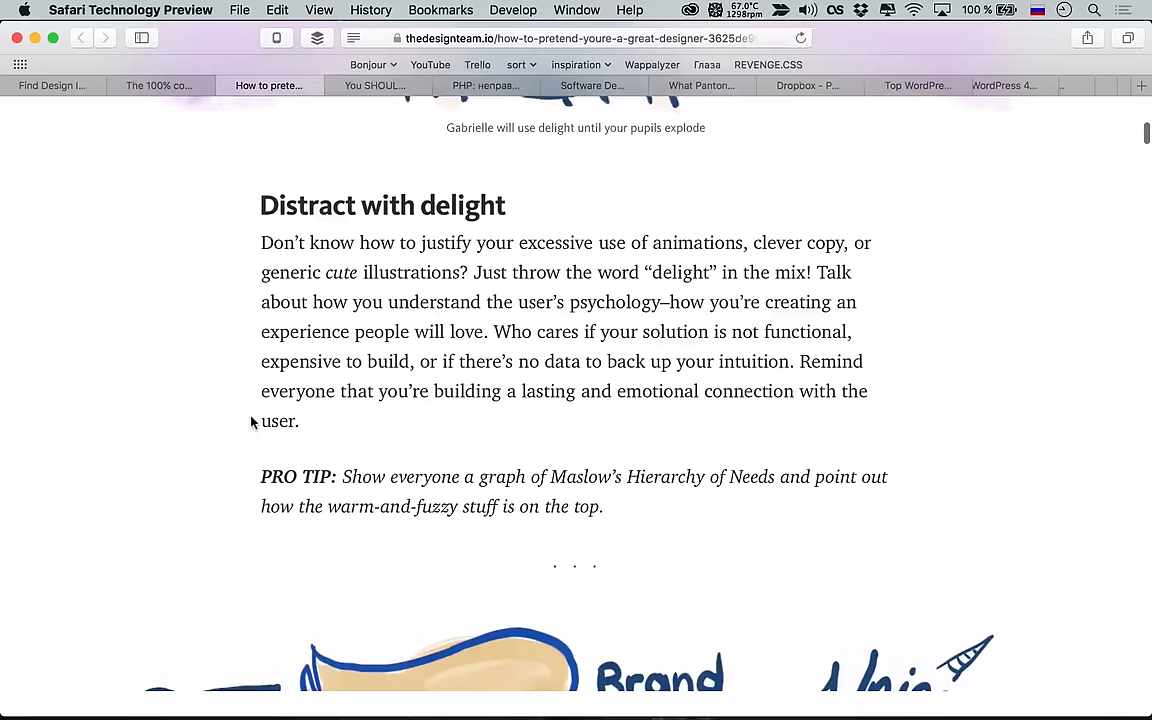 Safari Technology Preview File Edit View History Bookmarks Develop Window Help 67.0°C 1298rpm 100 %
thedesignteam.io/how-to-pretend-youre-a-great-designer-3625de9
Bonjour YouTube Trello sort inspiration Wappalyzer Глаза REVENGE.CSS
Find Design I... The 100% co... How to prete... You SHOUL... PHP: неправ... Software De... What Panton... Dropbox - P... Top WordPre... WordPress 4...
Gabrielle will use delight until your pupils explode
Distract with delight
Don’t know how to justify your excessive use of animations, clever copy, or
generic cute illustrations? Just throw the word “delight” in the mix! Talk
about how you understand the user’s psychology–how you’re creating an
experience people will love. Who cares if your solution is not functional,
expensive to build, or if there’s no data to back up your intuition. Remind
everyone that you’re building a lasting and emotional connection with the
user.
PRO TIP: Show everyone a graph of Maslow’s Hierarchy of Needs and point out
how the warm-and-fuzzy stuff is on the top.
. . .
Brand